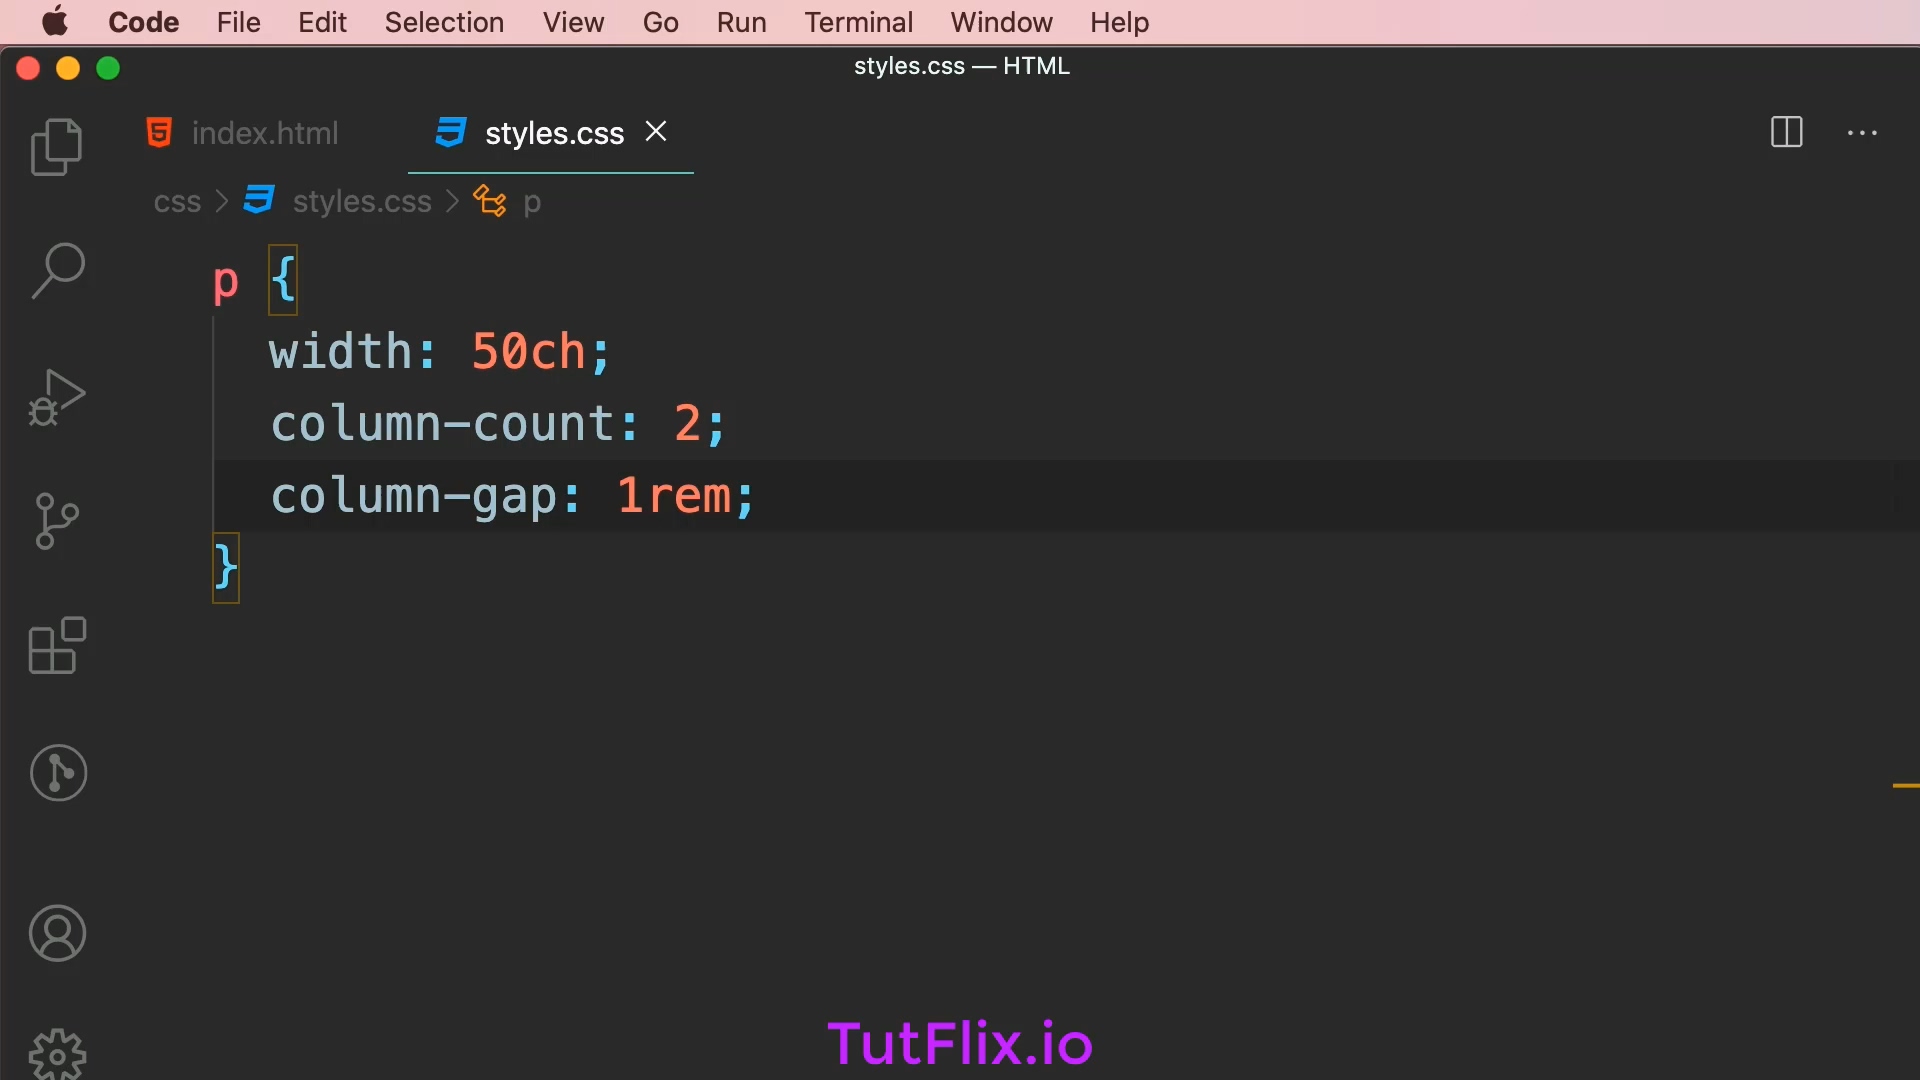 Code File Edit Selection View Go Run Terminal Window Help
styles.css — HTML
index.html styles.css
css > styles.css > p
p {
width: 50ch;
column-count: 2;
column-gap: 1rem;
}
TutFlix.io